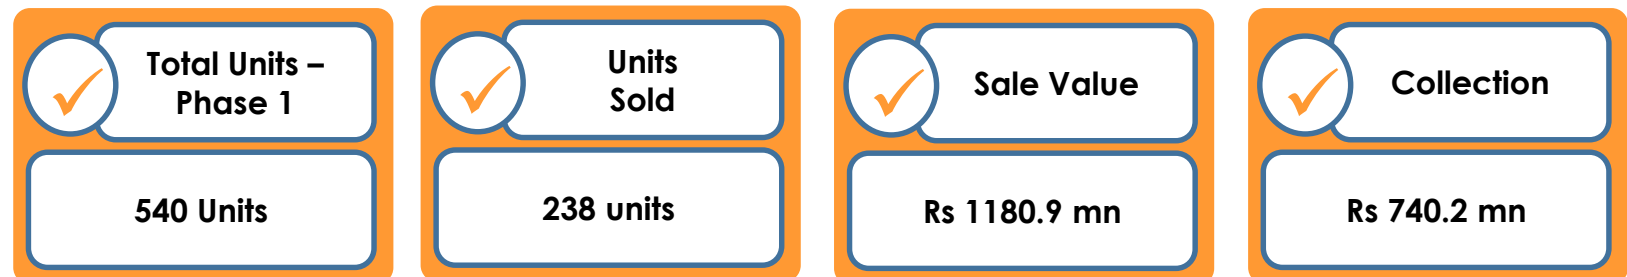 Total Units –
Phase 1
540 Units
Units
Sold
238 units
Sale Value
Rs 1180.9 mn
Collection
Rs 740.2 mn